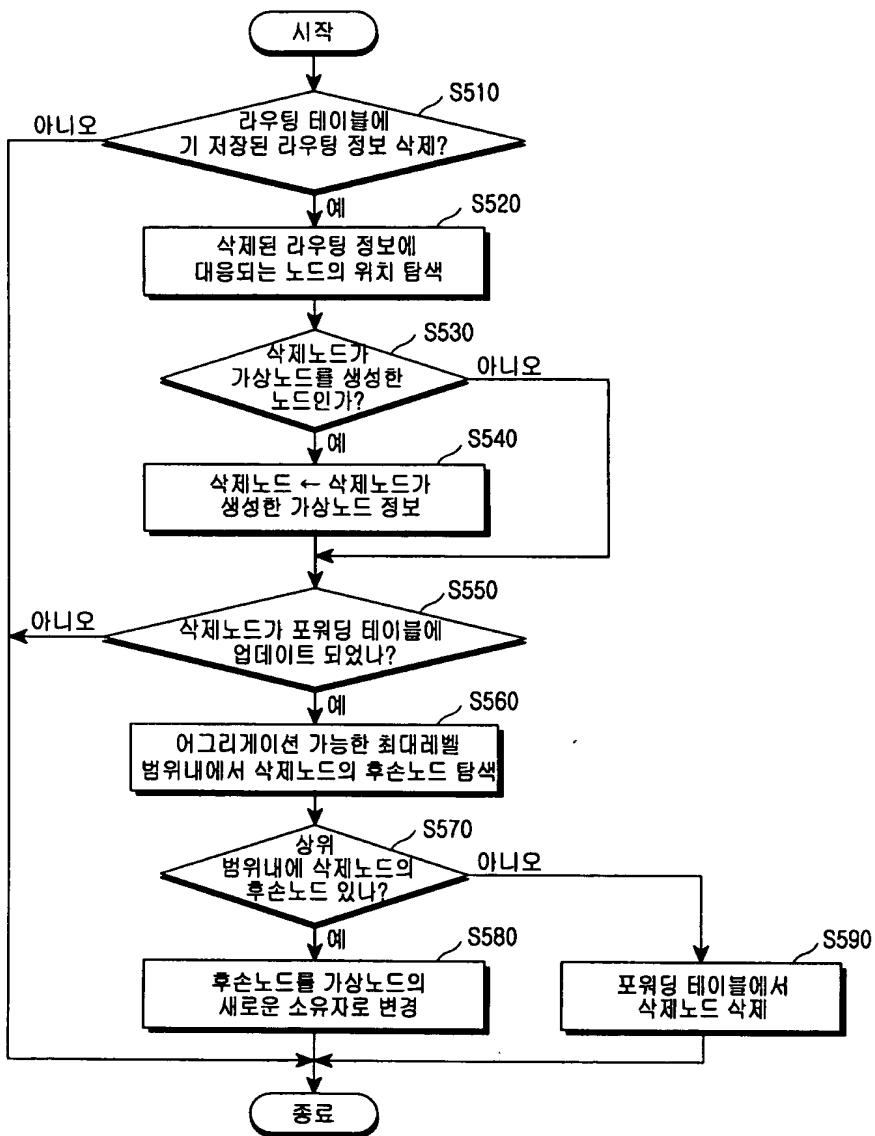 시작
S510
아니오
라우팅 테이블에
기 저장된 라우팅 정보 삭제?
예
S520
삭제된 라우팅 정보에
대응되는 노드의 위치 탐색
S530
삭제노드가
가상노드를 생성한
노드인가?
아니오
예
S540
삭제노드 ← 삭제노드가
생성한 가상노드 정보
S550
아니오
삭제노드가 포워딩 테이블에
업데이트 되었나?
예
S560
어그리게이션 가능한 최대레벨
범위내에서 삭제노드의 후손노드 탐색
S570
상위
범위내에 삭제노드의
후손노드 있나?
아니오
예
S580
후손노드를 가상노드의
새로운 소유자로 변경
S590
포워딩 테이블에서
삭제노드 삭제
종료